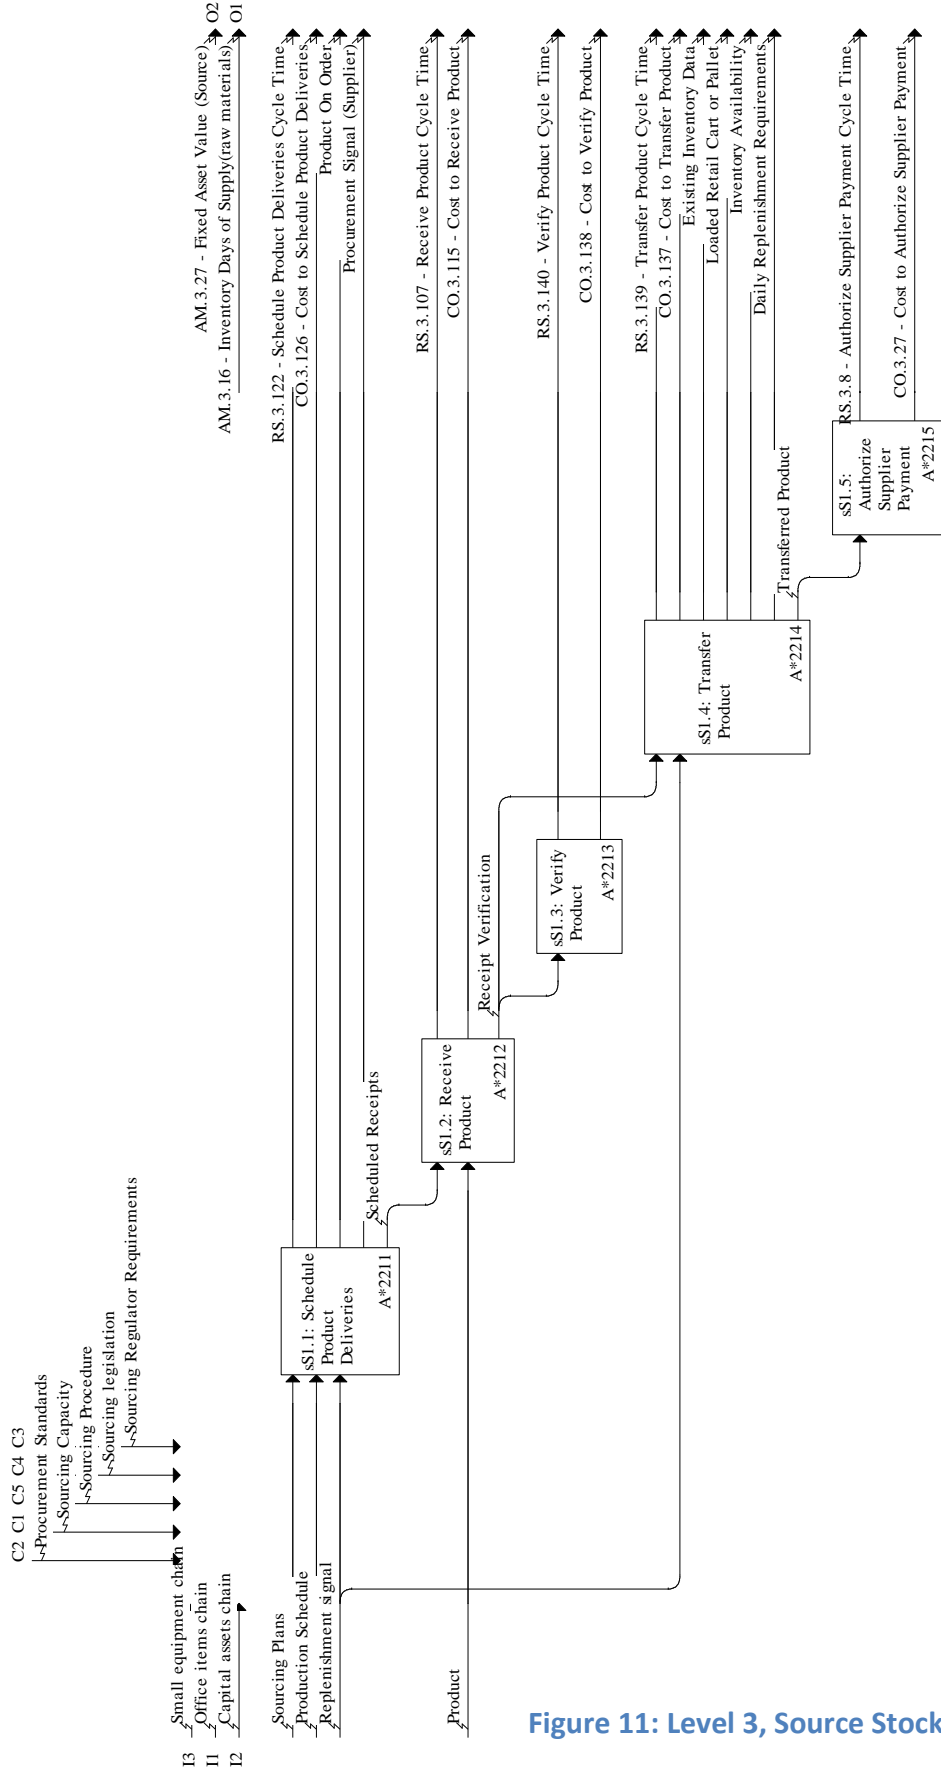 C2 C1 C5 C4 C3
Procurement Standards
Sourcing Capacity
Sourcing Procedure
Sourcing legislation
Sourcing Regulator Requirements
I3
Small equipment chain
I1
Office items chain
I2
Capital assets chain
AM.3.27 - Fixed Asset Value (Source)
O2
AM.3.16 - Inventory Days of Supply(raw materials)
O1
Sourcing Plans
Production Schedule
Replenishment signal
Product
sS1.1: Schedule
Product
Deliveries
A*2211
RS.3.122 - Schedule Product Deliveries Cycle Time
CO.3.126 - Cost to Schedule Product Deliveries
Product On Order
Procurement Signal (Supplier)
Scheduled Receipts
sS1.2: Receive
Product
A*2212
RS.3.107 - Receive Product Cycle Time
CO.3.115 - Cost to Receive Product
Receipt Verification
sS1.3: Verify
Product
A*2213
RS.3.140 - Verify Product Cycle Time
CO.3.138 - Cost to Verify Product
sS1.4: Transfer
Product
A*2214
RS.3.139 - Transfer Product Cycle Time
CO.3.137 - Cost to Transfer Product
Existing Inventory Data
Loaded Retail Cart or Pallet
Inventory Availability
Daily Replenishment Requirements
Transferred Product
sS1.5:
Authorize
Supplier
Payment
A*2215
RS.3.8 - Authorize Supplier Payment Cycle Time
CO.3.27 - Cost to Authorize Supplier Payment
Figure 11: Level 3, Source Stock